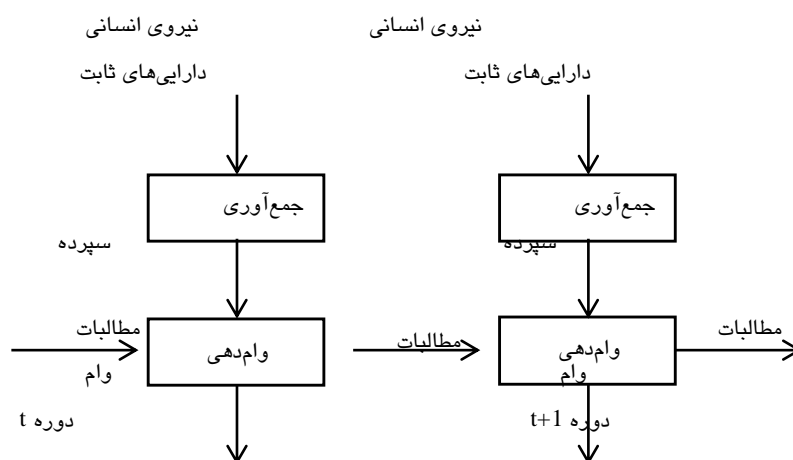 نیروی انسانی
نیروی انسانی
دارایی‌های ثابت
دارایی‌های ثابت
جمع‌آوری
جمع‌آوری
سپرده
سپرده
مطالبات
مطالبات
مطالبات
وام‌دهی
وام‌دهی
وام
وام
دوره t+1
دوره t